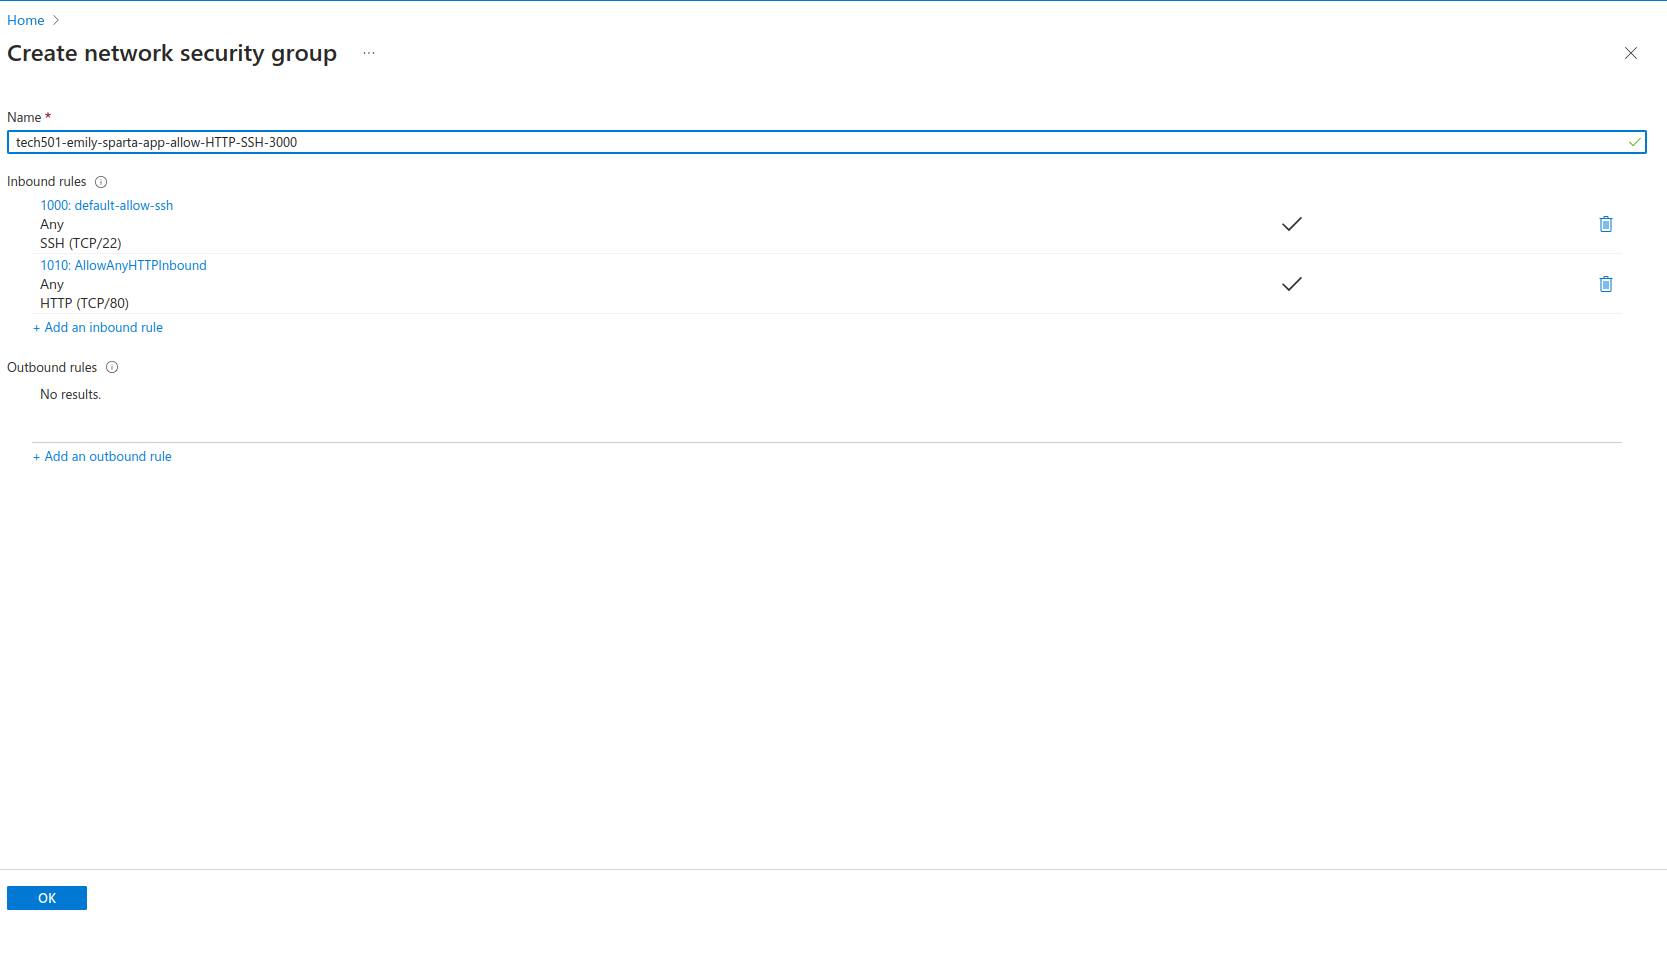 Home
Create network security group ...
Name *
tech501-emily-sparta-app-allow-HTTP-SSH-3000
Inbound rules
1000: default-allow-ssh
Any
SSH (TCP/22)
1010: AllowAnyHTTPInbound
Any
HTTP (TCP/80)
+ Add an inbound rule
Outbound rules
No results.
+ Add an outbound rule
OK